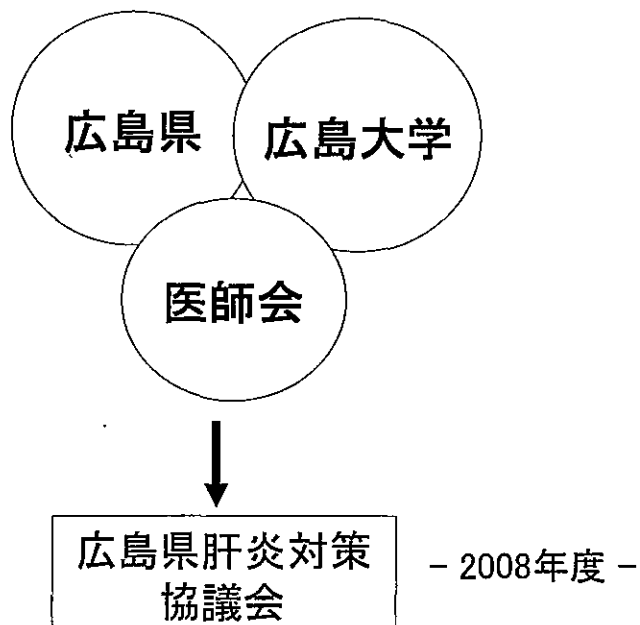 広島県
広島大学
医師会
広島県肝炎対策
協議会
- 2008年度 -